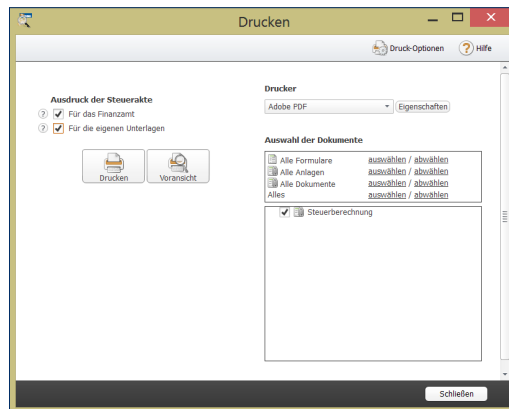 Drucken
Druck-Optionen
Hilfe
Ausdruck der Steuerakte
Für das Finanzamt
Für die eigenen Unterlagen
Drucken
Voransicht
Drucker
Adobe PDF
Eigenschaften
Auswahl der Dokumente
Alle Formulare auswählen / abwählen
Alle Anlagen auswählen / abwählen
Alle Dokumente auswählen / abwählen
Alles auswählen / abwählen
Steuerberechnung
Schließen